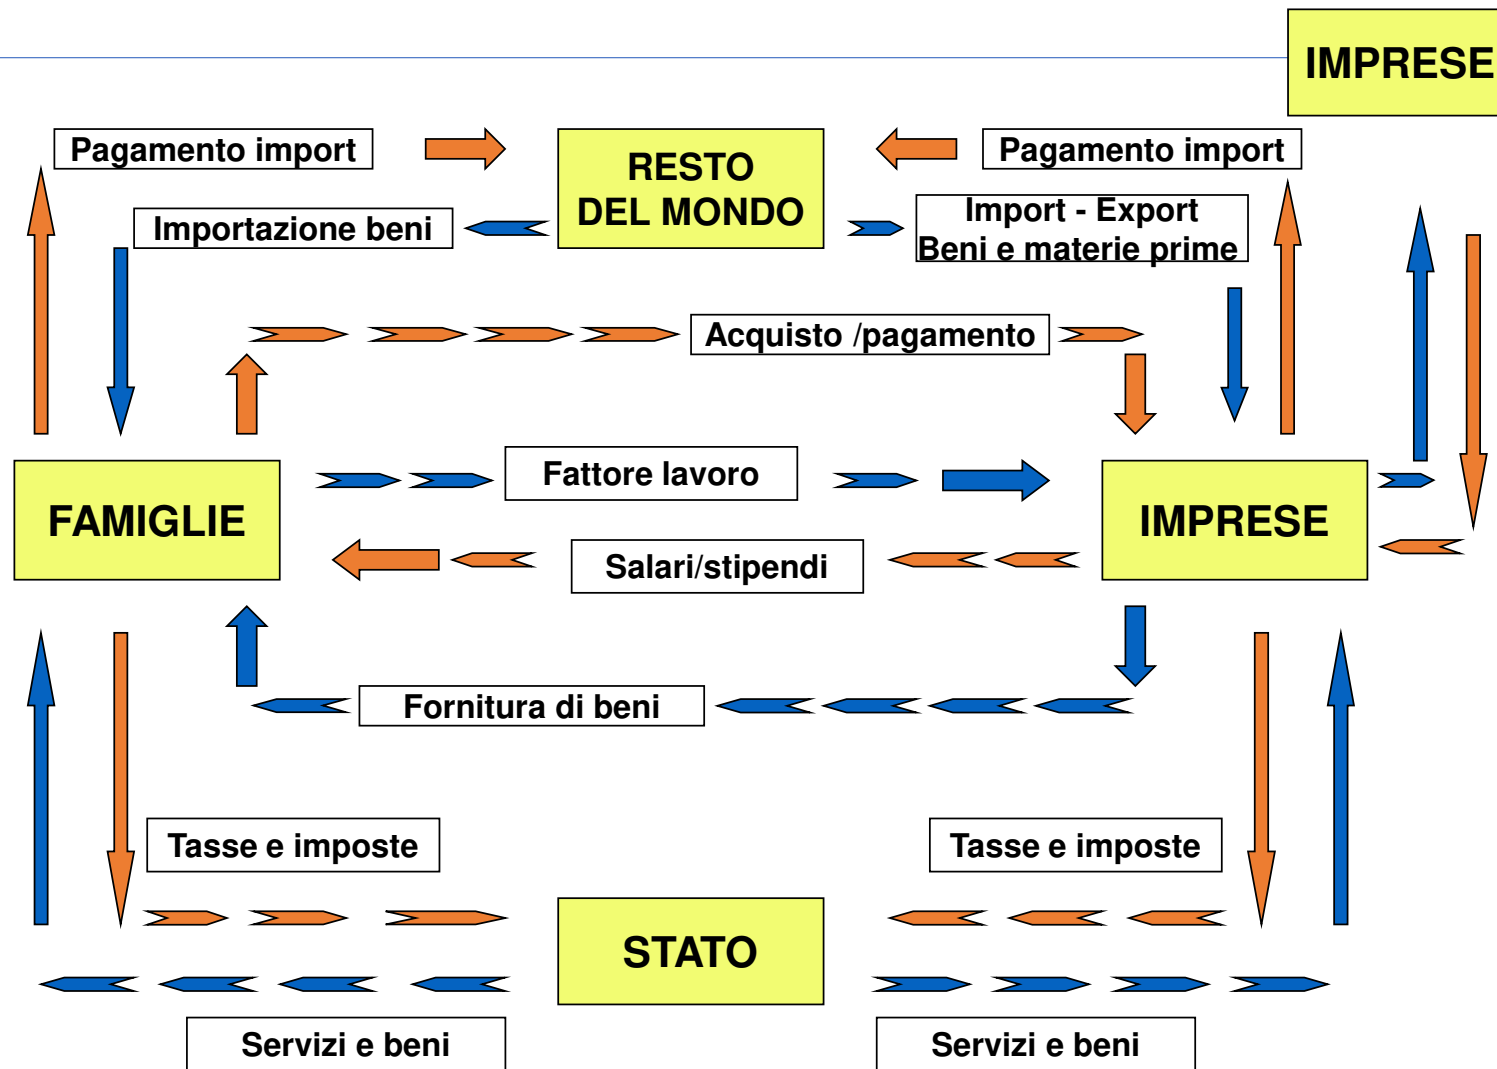 IMPRESE
Pagamento import
RESTO
DEL MONDO
Pagamento import
Importazione beni
Import - Export
Beni e materie prime
Acquisto /pagamento
Fattore lavoro
FAMIGLIE
IMPRESE
Salari/stipendi
Fornitura di beni
Tasse e imposte
Tasse e imposte
STATO
Servizi e beni
Servizi e beni